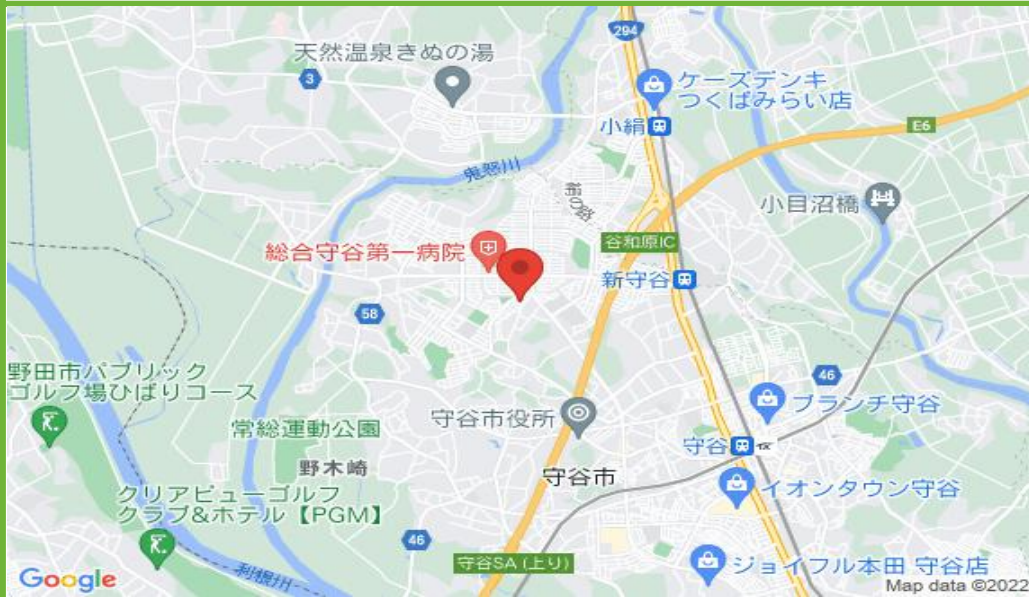 294
天然温泉きぬの湯
3
ケーズデンキ
つくばみらい店
小絹
E6
鬼怒川
小目沼橋
谷和原IC
総合守谷第一病院
新守谷
58
野田市パブリック
ゴルフ場ひばりコース
46
ブランチ守谷
守谷市役所
常総運動公園
守谷
野木崎
守谷市
イオンタウン守谷
クリアビューゴルフ
クラブ&ホテル【PGM】
46
守谷SA (上り)
ジョイフル本田 守谷店
利根川
Google
Map data ©2022